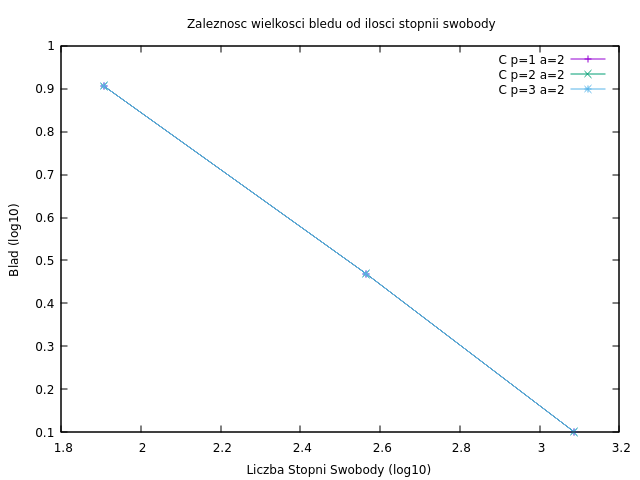 Zaleznosc wielkosci bledu od ilosci stopnii swobody
C p=1 a=2
C p=2 a=2
C p=3 a=2
1
0.9
0.8
0.7
0.6
0.5
0.4
0.3
0.2
0.1
Blad (log10)
1.8 2 2.2 2.4 2.6 2.8 3 3.2
Liczba Stopni Swobody (log10)